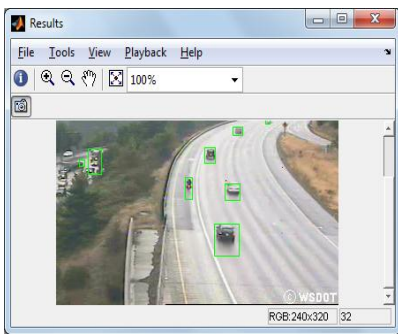 Results
File Tools View Playback Help
100%
© WSDOT
RGB:240x320 32